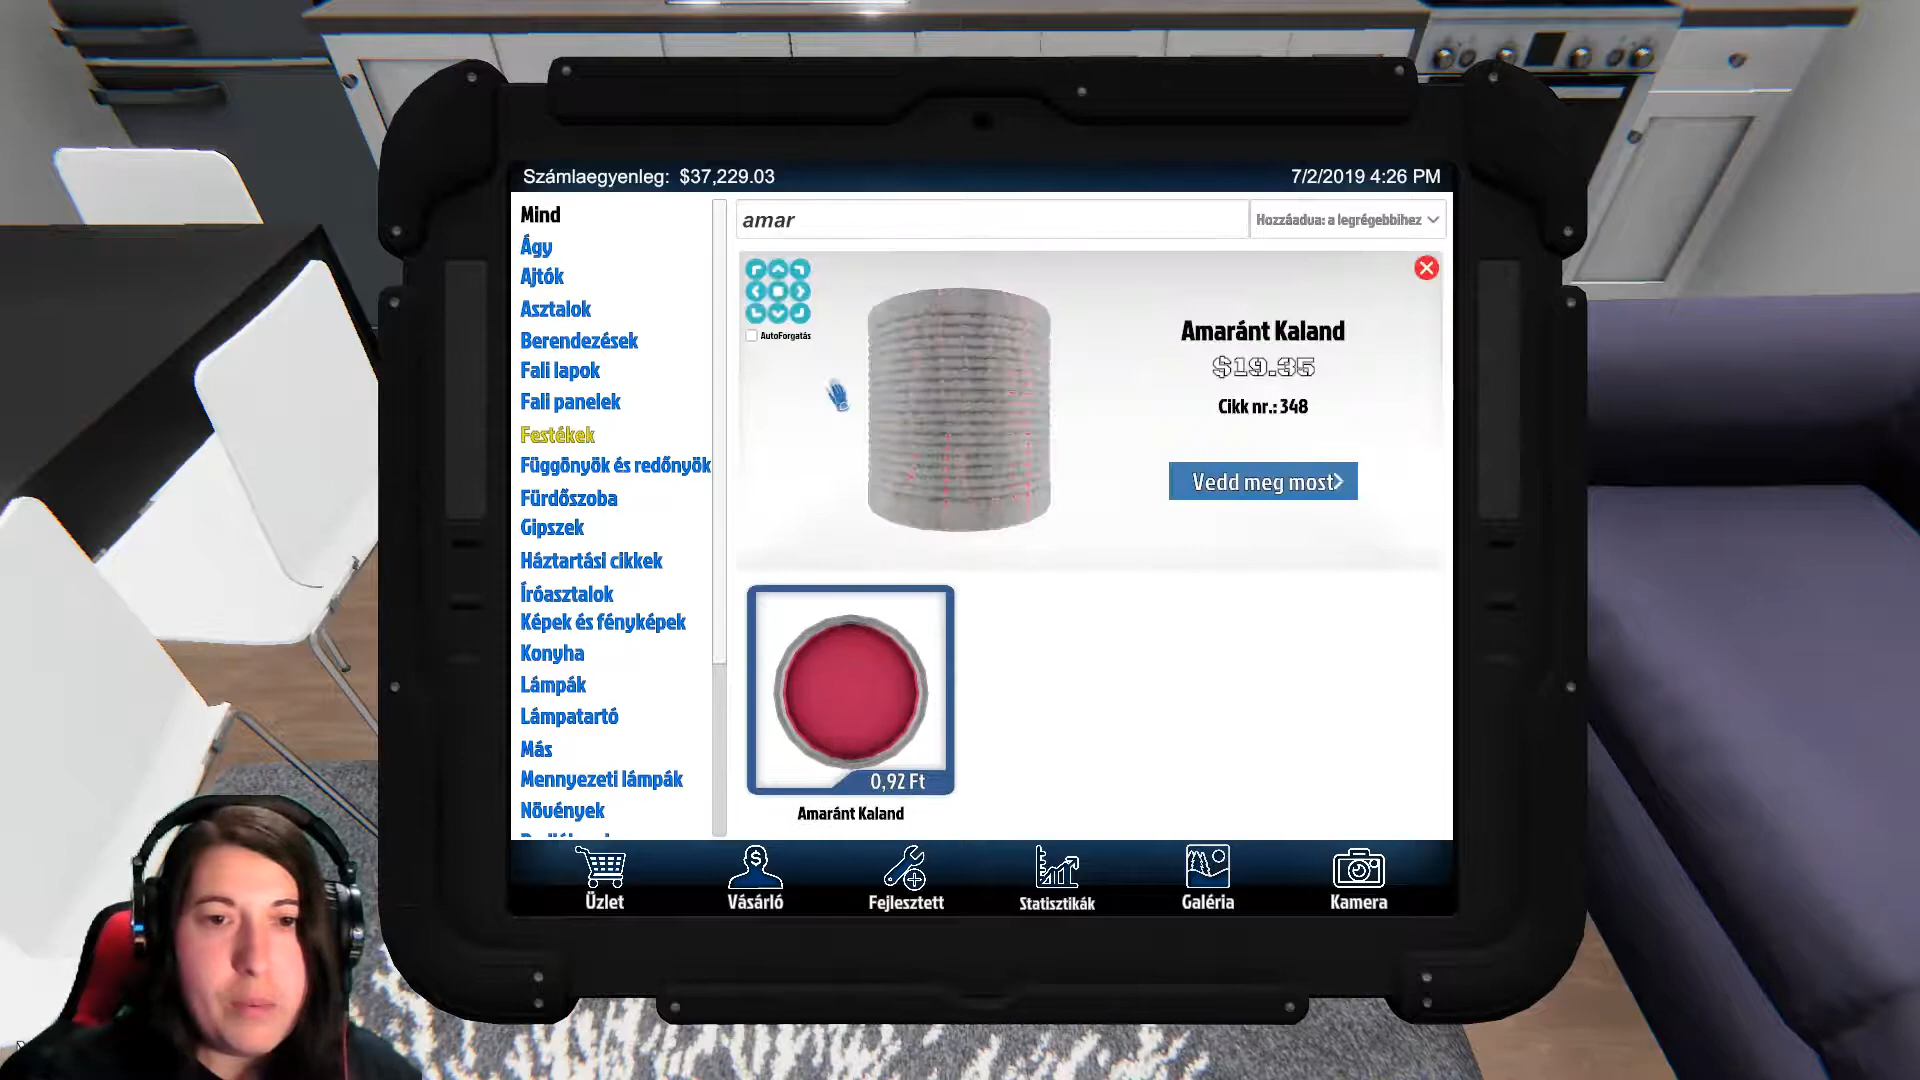 Számlaegyenleg: $37,229.03
7/2/2019 4:26 PM
Mind
Ágy
Ajtók
Asztalok
Berendezések
Fali lapok
Fali panelek
Festékek
Függönyök és redőnyök
Fürdőszoba
Gipszek
Háztartási cikkek
Íróasztalok
Képek és fényképek
Konyha
Lámpák
Lámpatartó
Más
Mennyezeti lámpák
Növények
amar
Hozzáadua: a legrégebbihez
AutoForgatás
Amaránt Kaland
$19.35
Cikk nr.: 348
Vedd meg most>
0,92 Ft
Amaránt Kaland
Üzlet
Vásárló
Fejlesztett
Statisztikák
Galéria
Kamera